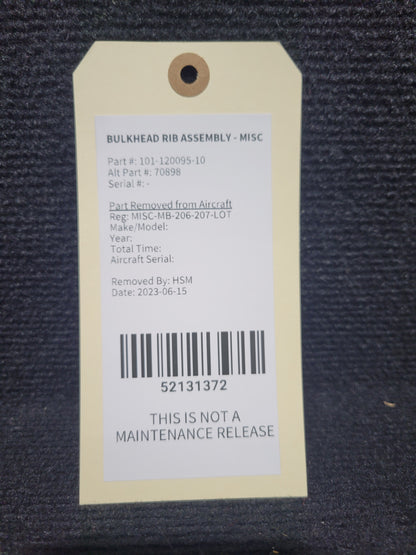 BULKHEAD RIB ASSEMBLY - MISC
Part #: 101-120095-10
Alt Part #: 70898
Serial #: -
Part Removed from Aircraft
Reg: MISC-MB-206-207-LOT
Make/Model:
Year:
Total Time:
Aircraft Serial:
Removed By: HSM
Date: 2023-06-15
52131372
THIS IS NOT A
MAINTENANCE RELEASE